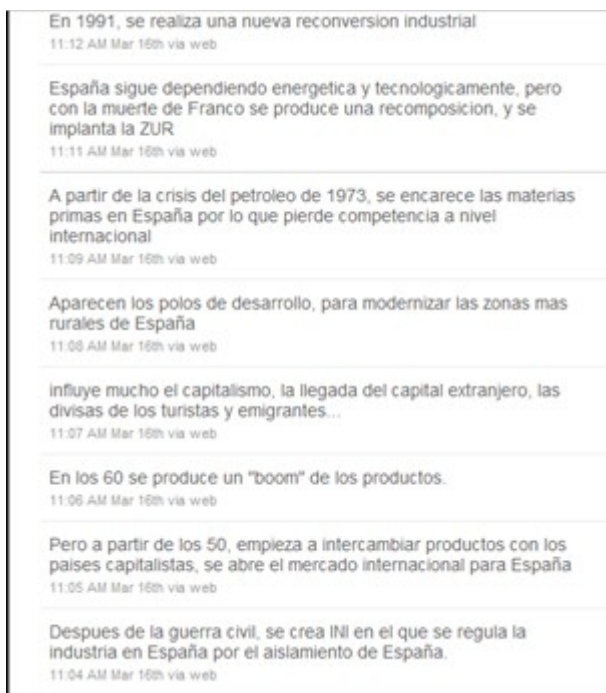 En 1991, se realiza una nueva reconversion industrial
11:12 AM Mar 16th via web
España sigue dependiendo energetica y tecnologicamente, pero
con la muerte de Franco se produce una recomposicion, y se
implanta la ZUR
11:11 AM Mar 16th via web
A partir de la crisis del petroleo de 1973, se encarece las materias
primas en España por lo que pierde competencia a nivel
internacional
11:09 AM Mar 16th via web
Aparecen los polos de desarrollo, para modernizar las zonas mas
rurales de España
11:08 AM Mar 16th via web
influye mucho el capitalismo, la llegada del capital extranjero, las
divisas de los turistas y emigrantes...
11:07 AM Mar 16th via web
En los 60 se produce un "boom" de los productos.
11:06 AM Mar 16th via web
Pero a partir de los 50, empieza a intercambiar productos con los
paises capitalistas, se abre el mercado internacional para España
11:05 AM Mar 16th via web
Despues de la guerra civil, se crea INI en el que se regula la
industria en España por el aislamiento de España.
11:04 AM Mar 16th via web